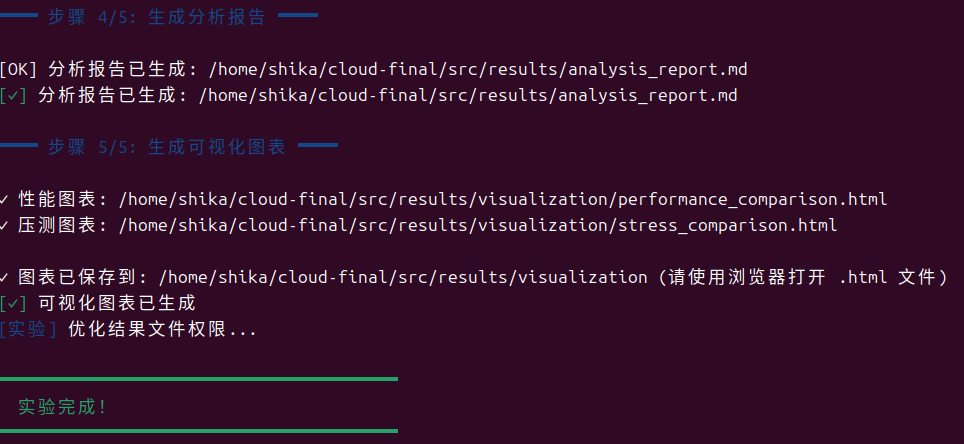 ━━━ 步骤 4/5: 生成分析报告 ━━━
[OK] 分析报告已生成: /home/shika/cloud-final/src/results/analysis_report.md
[✓] 分析报告已生成: /home/shika/cloud-final/src/results/analysis_report.md
━━━ 步骤 5/5: 生成可视化图表 ━━━
✓ 性能图表: /home/shika/cloud-final/src/results/visualization/performance_comparison.html
✓ 压测图表: /home/shika/cloud-final/src/results/visualization/stress_comparison.html
✓ 图表已保存到: /home/shika/cloud-final/src/results/visualization (请使用浏览器打开 .html 文件)
[✓] 可视化图表已生成
[实验] 优化结果文件权限...
实验完成!